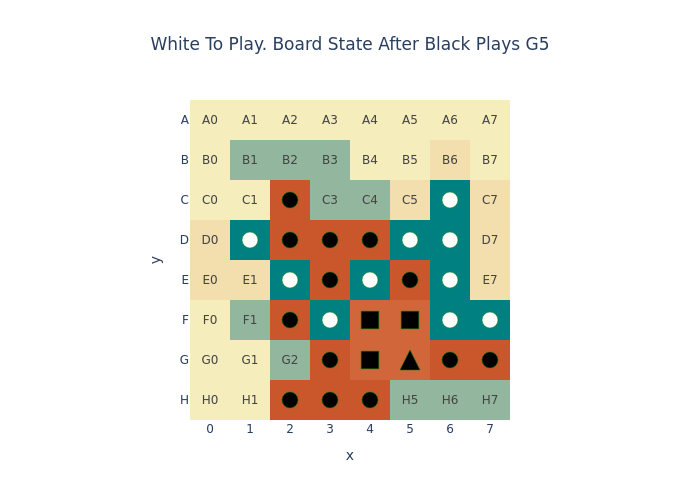 White To Play. Board State After Black Plays G5
A A0 A1 A2 A3 A4 A5 A6 A7
B B0 B1 B2 B3 B4 B5 B6 B7
C C0 C1 C3 C4 C5 C7
D D0 D7
y
E E0 E1 E7
F F0 F1
G G0 G1 G2
H H0 H1 H5 H6 H7
0 1 2 3 4 5 6 7
x